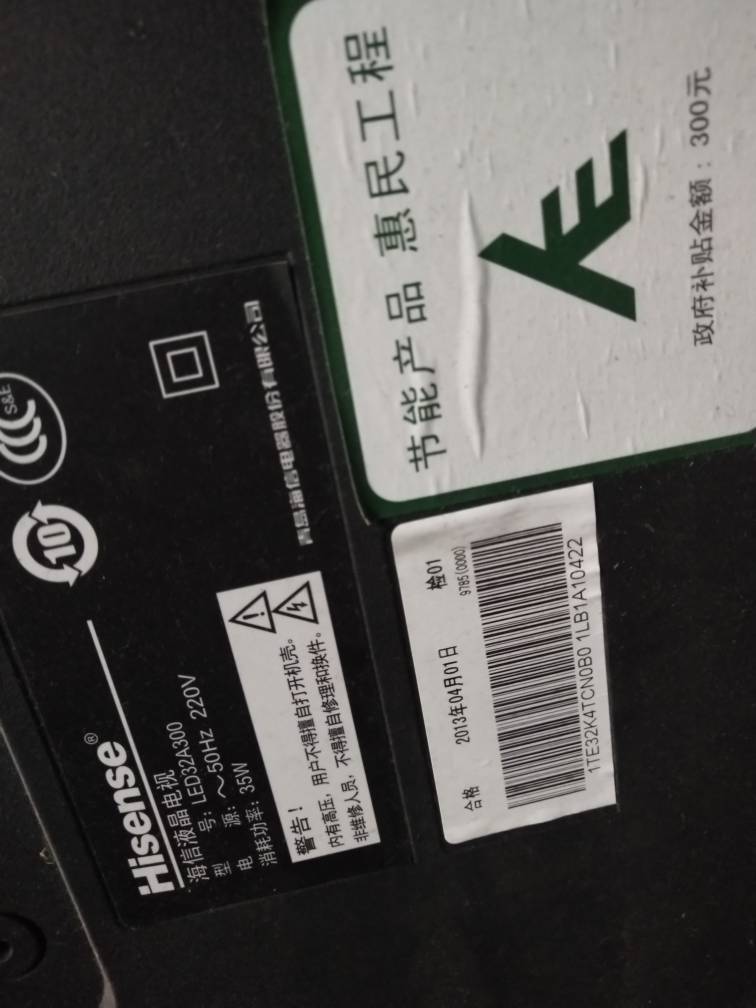 Hisense®
海信液晶电视
型 号: LED32A300
电 源: ～50Hz 220V
消耗功率: 35W
警告！
内有高压，用户不得擅自打开机壳。
非维修人员，不得擅自修理和换件。
10
S&E
青岛海信电器股份有限公司
合格 2013年04月01日 检01
9785(0000)
1TE32K4TCN0B0 1LB1A10422
节能产品 惠民工程
政府补贴金额: 300元